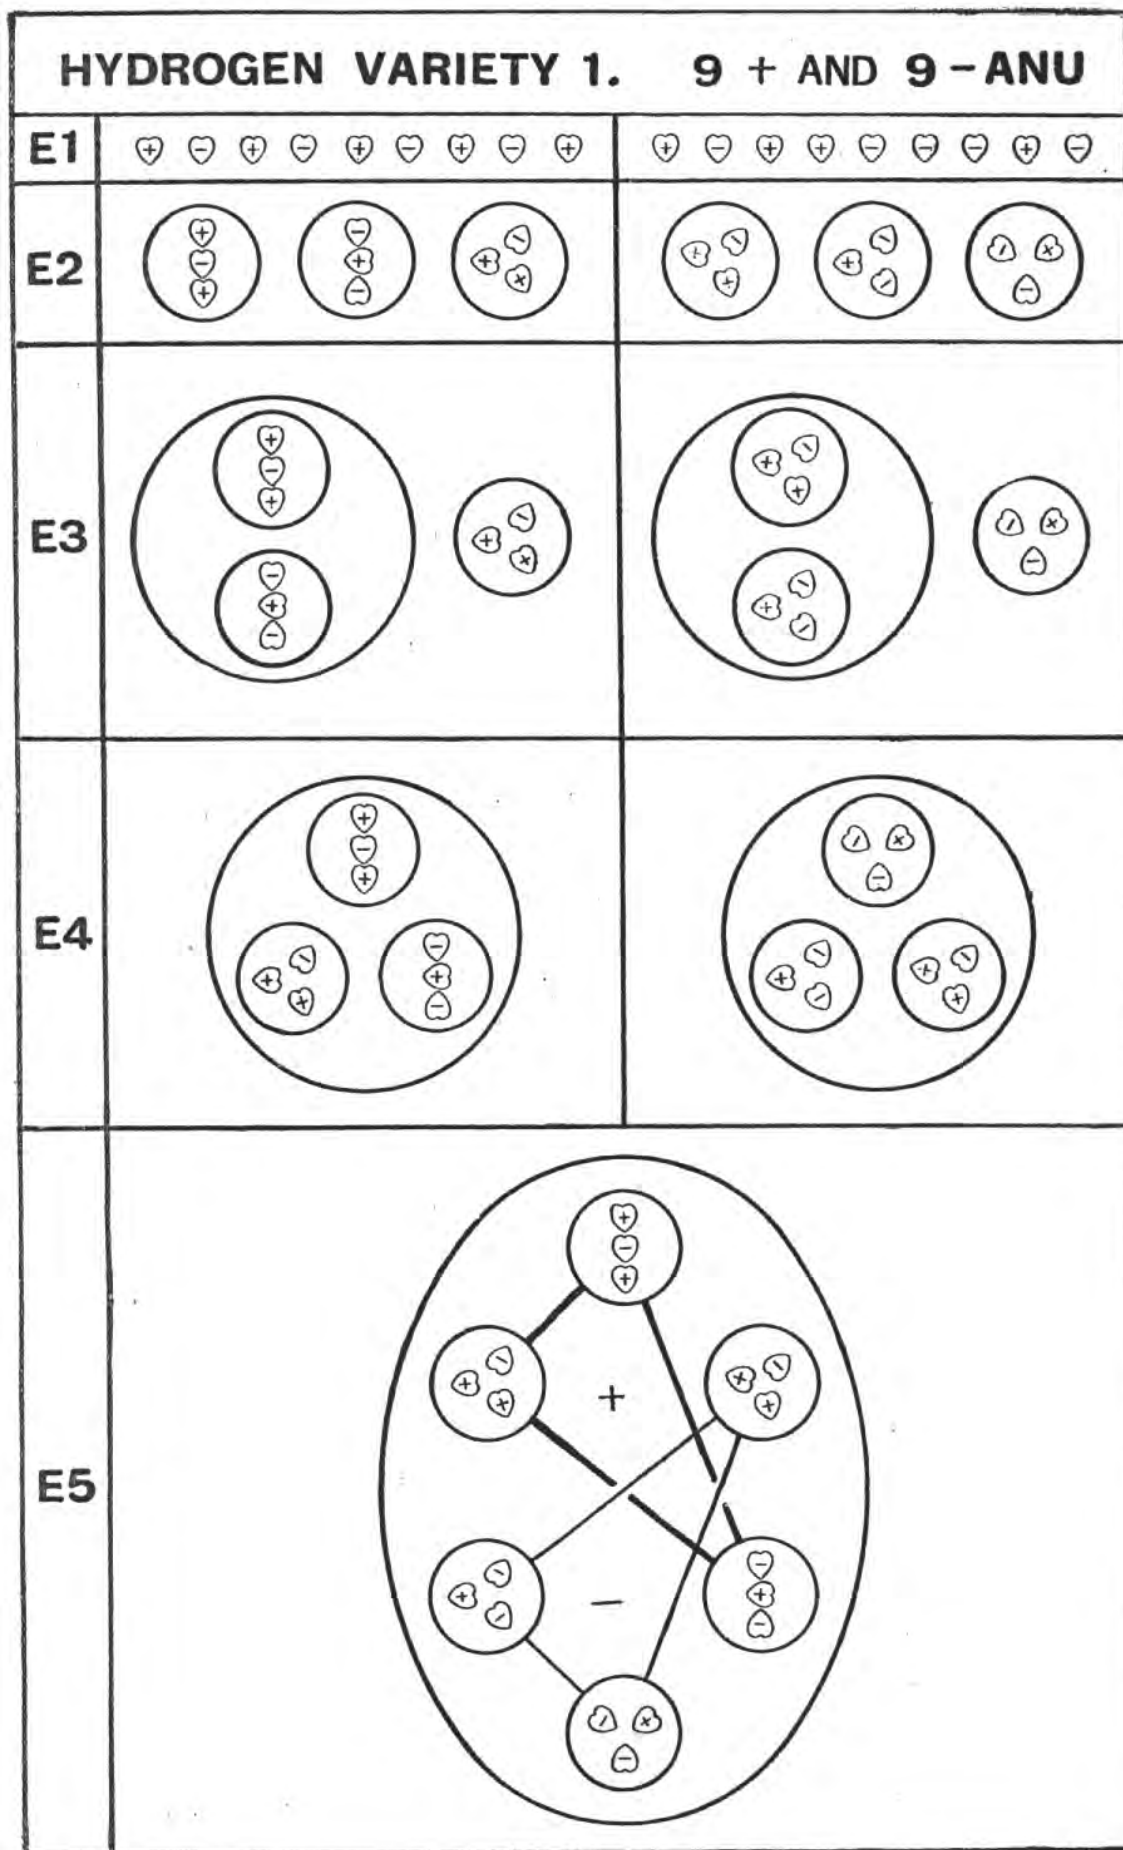 HYDROGEN VARIETY 1. 9 + AND 9 - ANU
E1
+ - + - + - + - +
+ - + + - - - + -
E2
E3
E4
E5
+
-